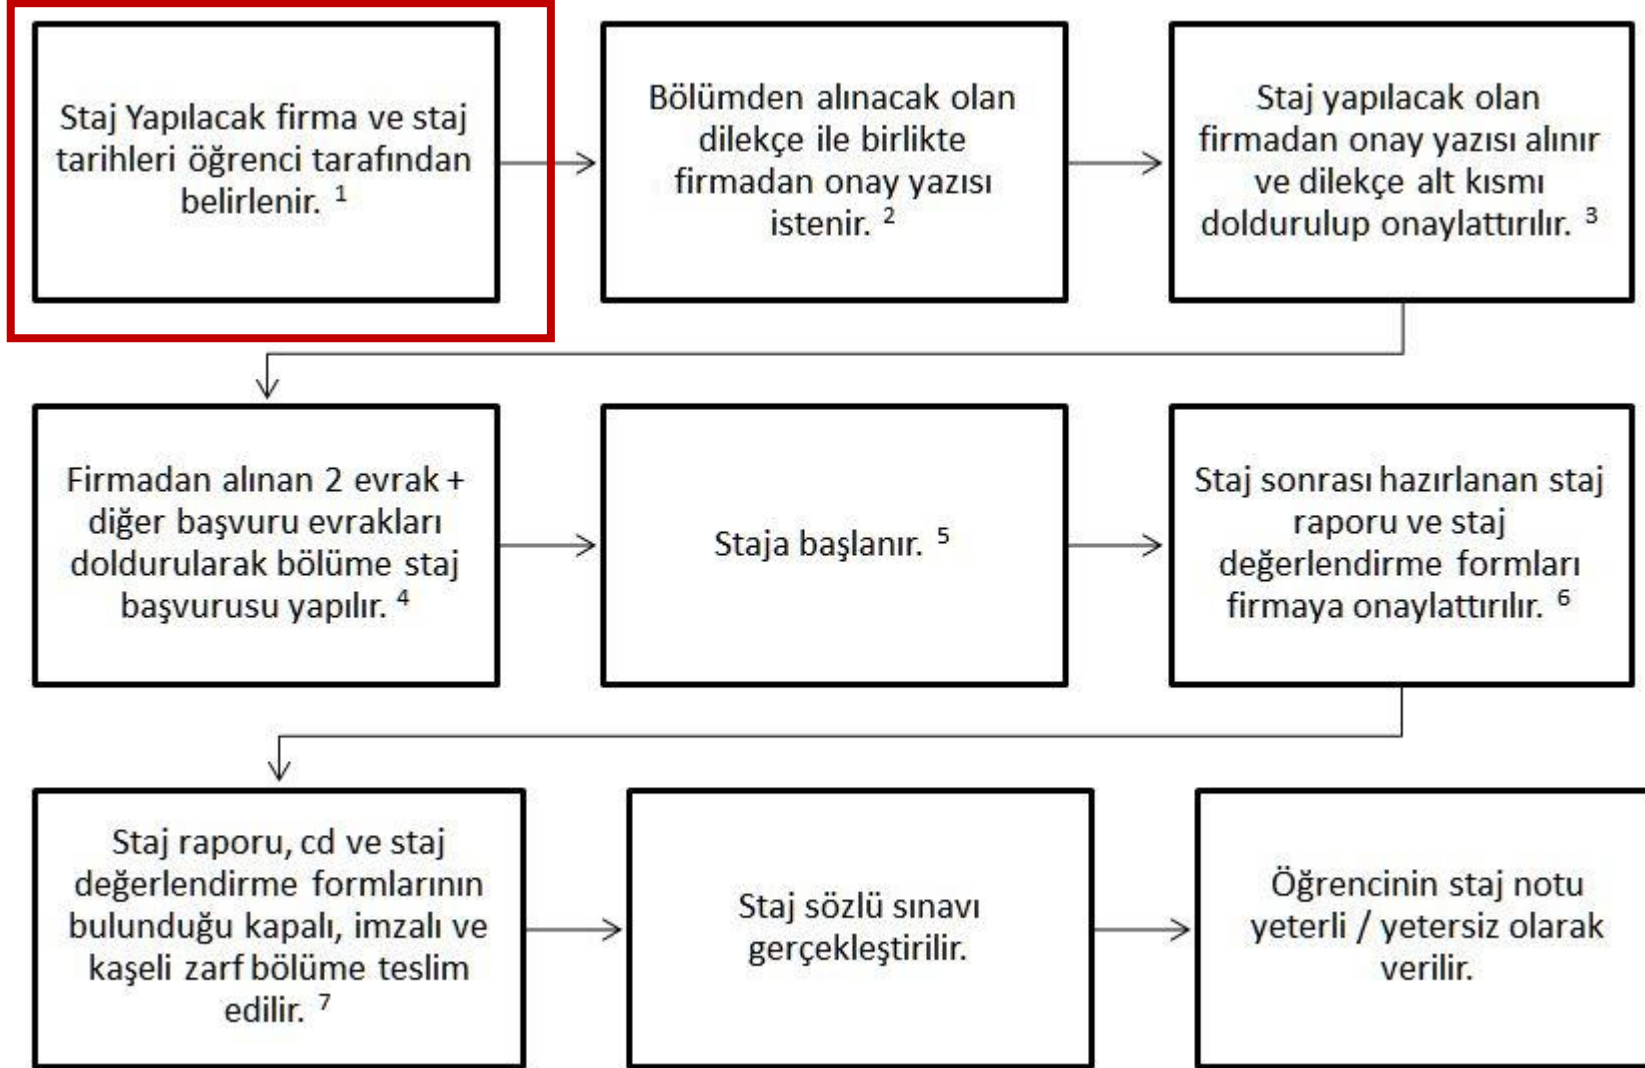 Staj Yapılacak firma ve staj
tarihleri öğrenci tarafından
belirlenir. 1
Bölümden alınacak olan
dilekçe ile birlikte
firmadan onay yazısı
istenir. 2
Staj yapılacak olan
firmadan onay yazısı alınır
ve dilekçe alt kısmı
doldurulup onaylattırılır. 3
Firmadan alınan 2 evrak +
diğer başvuru evrakları
doldurularak bölüme staj
başvurusu yapılır. 4
Staja başlanır. 5
Staj sonrası hazırlanan staj
raporu ve staj
değerlendirme formları
firmaya onaylattırılır. 6
Staj raporu, cd ve staj
değerlendirme formlarının
bulunduğu kapalı, imzalı ve
kaşeli zarf bölüme teslim
edilir. 7
Staj sözlü sınavı
gerçekleştirilir.
Öğrencinin staj notu
yeterli / yetersiz olarak
verilir.